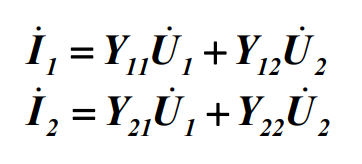 İ₁ = Y₁₁U̇₁ + Y₁₂U̇₂
İ₂ = Y₂₁U̇₁ + Y₂₂U̇₂